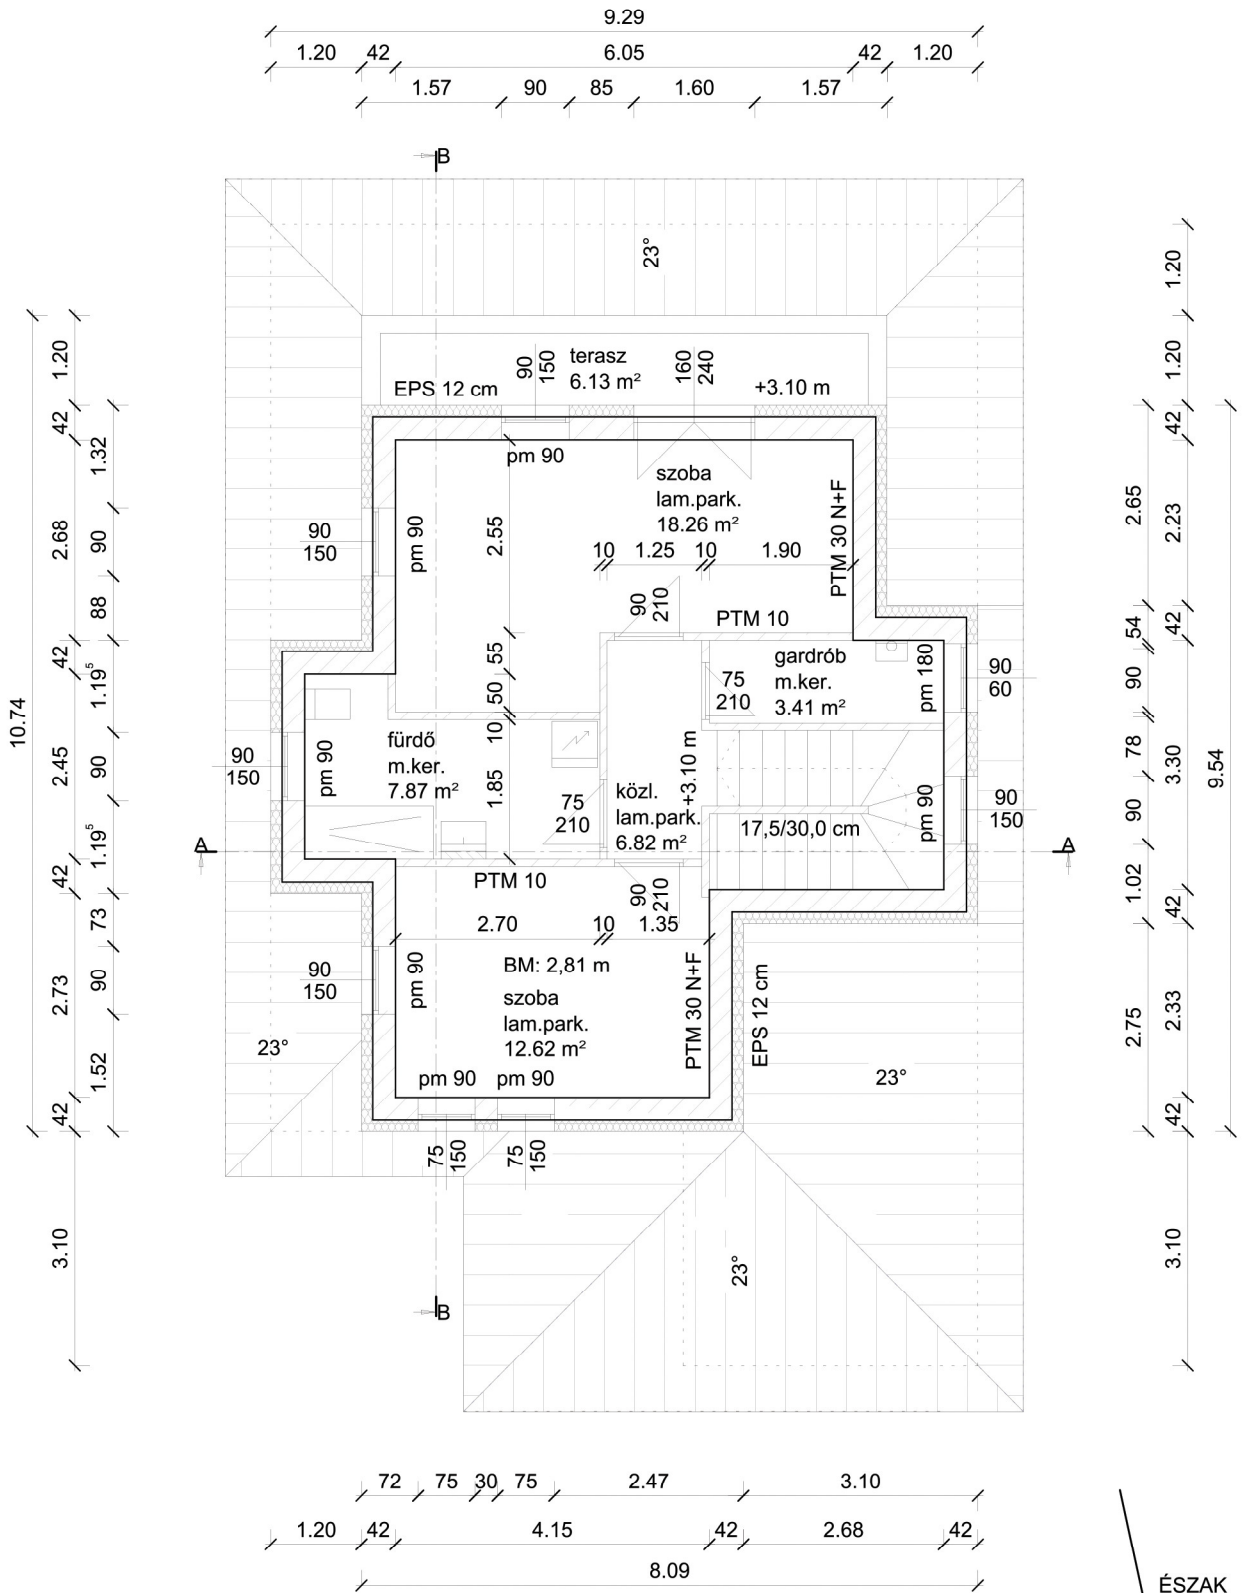 9.29
1.20 42 6.05 42 1.20
1.57 90 85 1.60 1.57
B
23°
1.20
1.20
42
2.23
42
3.30
42
2.33
42
3.10
2.65
54
90
78
90
1.02
2.75
9.54
10.74
1.20
42
2.68
42
2.45
42
2.73
42
3.10
1.32
90
88
1.19⁵
90
1.19⁵
73
90
1.52
terasz
6.13 m²
90
150
160
240
EPS 12 cm
+3.10 m
pm 90
szoba
lam.park.
18.26 m²
PTM 30 N+F
90
150
pm 90
2.55
10 1.25 10 1.90
90
210
PTM 10
55
50
10
1.85
gardrób
m.ker.
3.41 m²
75
210
pm 180
90
60
fürdő
m.ker.
7.87 m²
90
150
pm 90
75
210
közl.
lam.park.
6.82 m²
+3.10 m
17,5/30,0 cm
pm 90
90
150
A
A
PTM 10
90
210
2.70 10 1.35
BM: 2,81 m
szoba
lam.park.
12.62 m²
90
150
pm 90
PTM 30 N+F
EPS 12 cm
23°
23°
pm 90 pm 90
75
150
75
150
23°
B
72 75 30 75 2.47 3.10
1.20 42 4.15 42 2.68 42
8.09
ÉSZAK